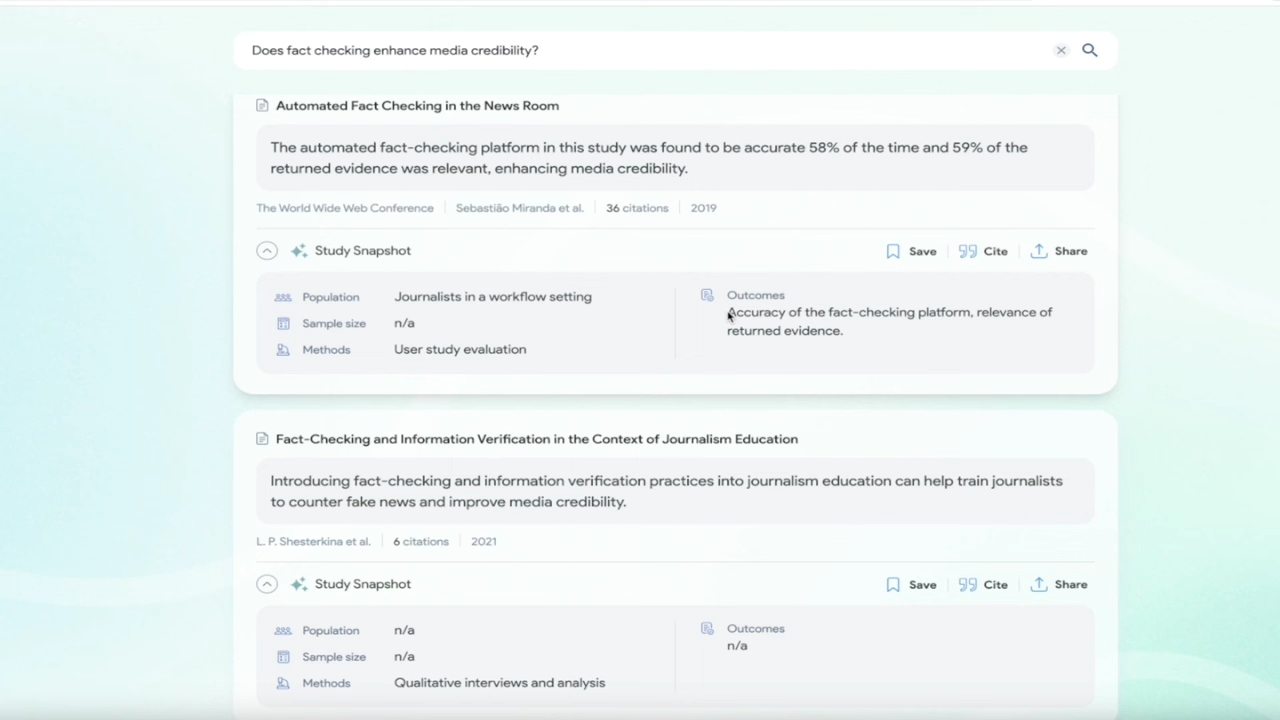 Does fact checking enhance media credibility?
Automated Fact Checking in the News Room
The automated fact-checking platform in this study was found to be accurate 58% of the time and 59% of the
returned evidence was relevant, enhancing media credibility.
The World Wide Web Conference Sebastião Miranda et al. 36 citations 2019
Study Snapshot Save Cite Share
Population Journalists in a workflow setting
Sample size n/a
Methods User study evaluation
Outcomes
Accuracy of the fact-checking platform, relevance of
returned evidence.
Fact-Checking and Information Verification in the Context of Journalism Education
Introducing fact-checking and information verification practices into journalism education can help train journalists
to counter fake news and improve media credibility.
L. P. Shesterkina et al. 6 citations 2021
Study Snapshot Save Cite Share
Population n/a
Sample size n/a
Methods Qualitative interviews and analysis
Outcomes
n/a